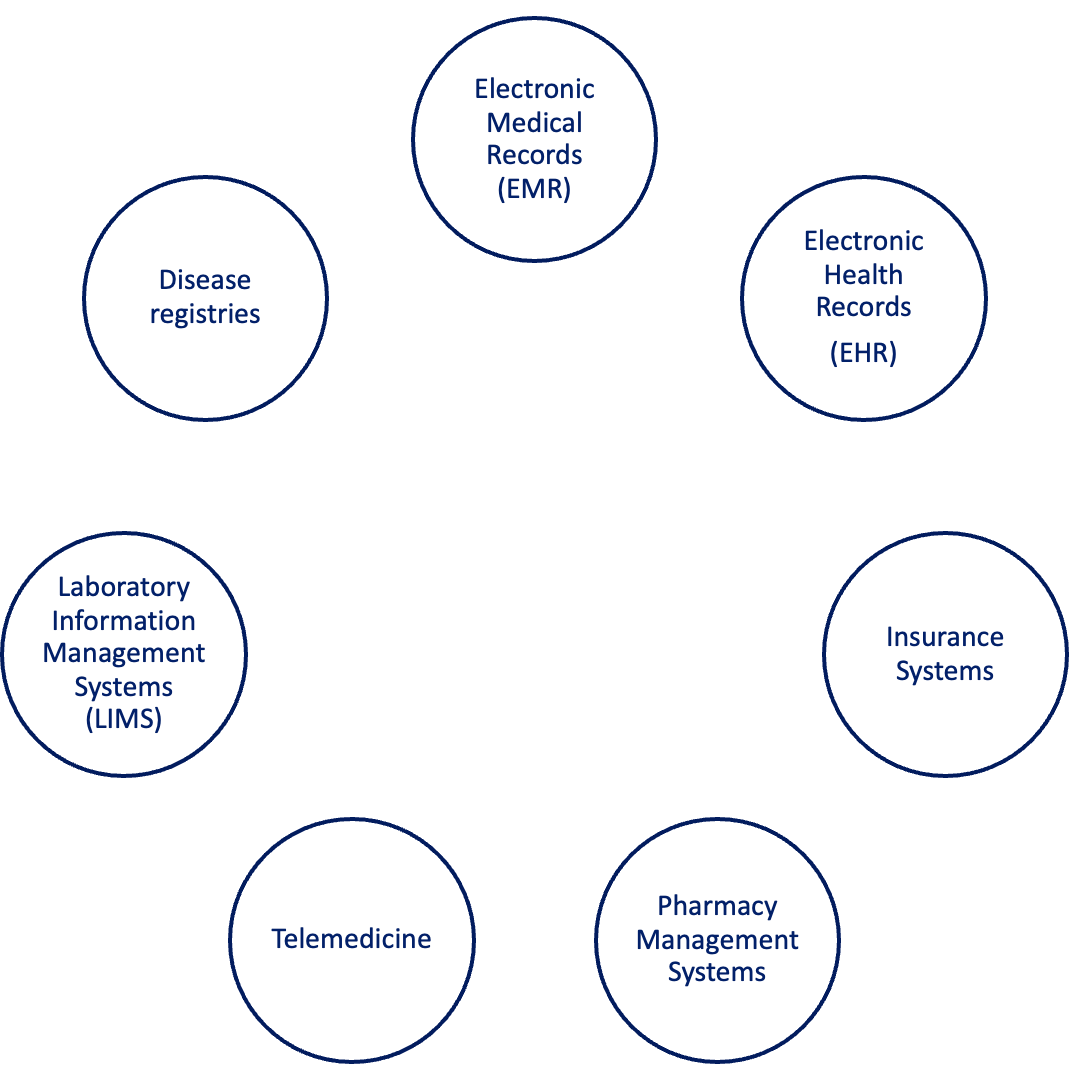 Electronic
Medical
Records
(EMR)
Electronic
Health
Records
(EHR)
Disease
registries
Laboratory
Information
Management
Systems
(LIMS)
Insurance
Systems
Telemedicine
Pharmacy
Management
Systems